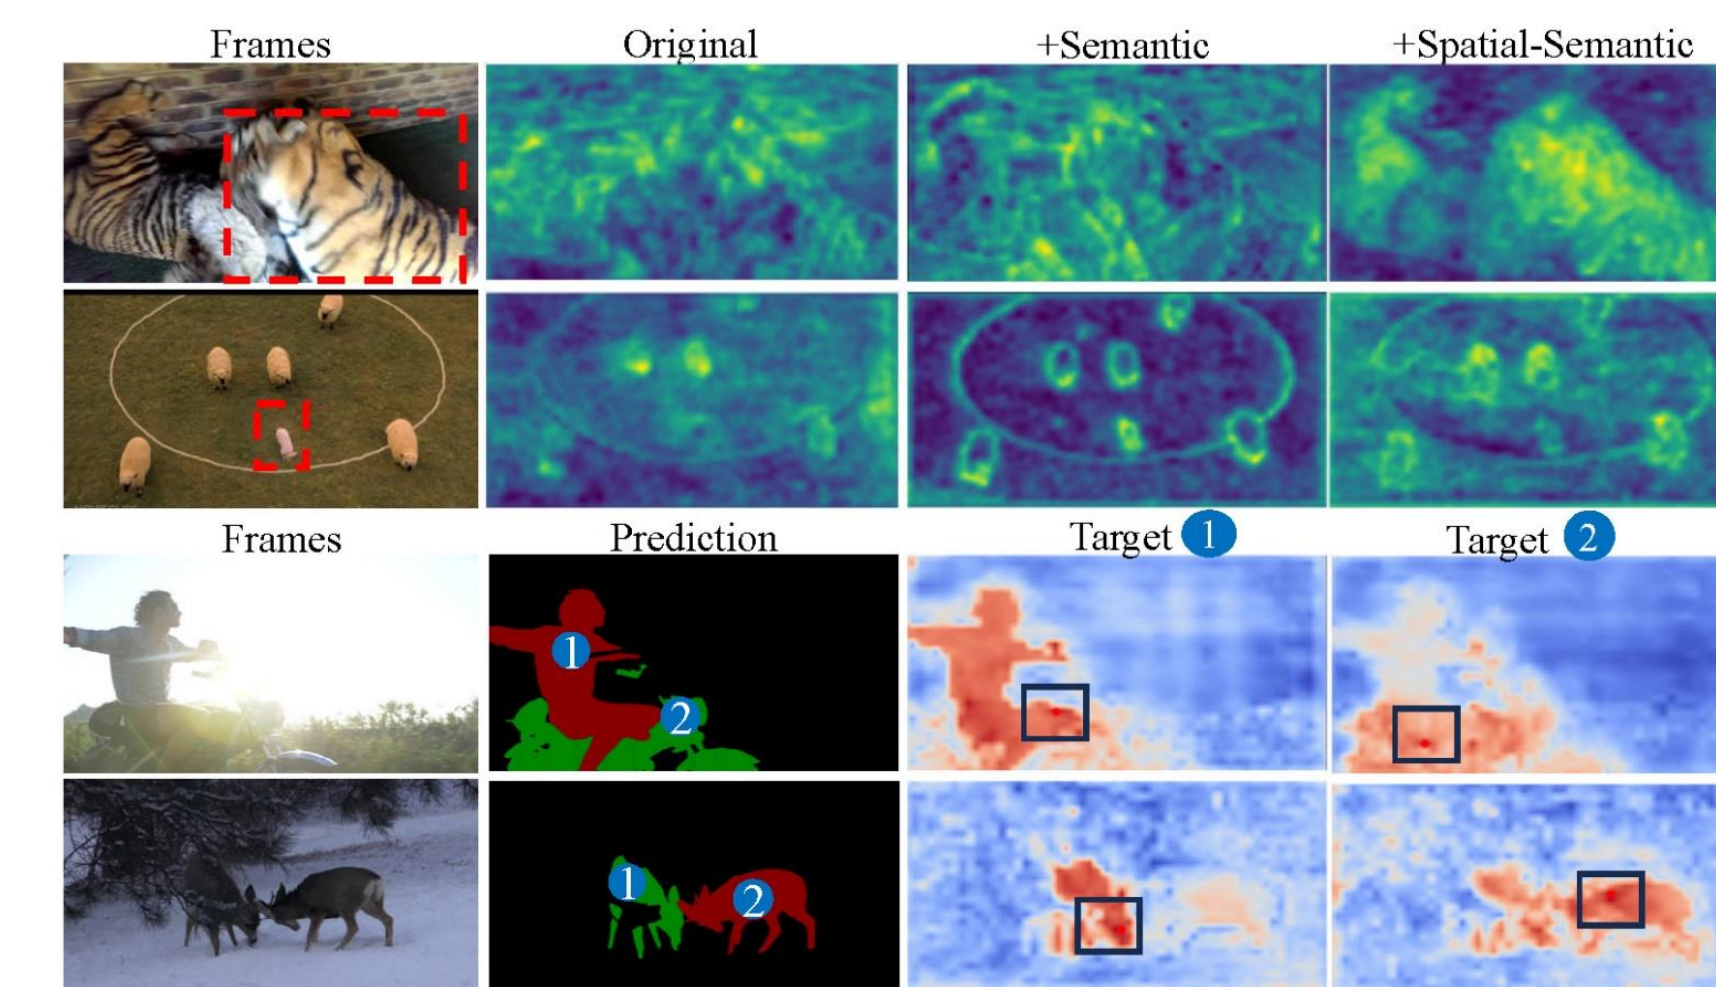 Frames Original +Semantic +Spatial-Semantic
Frames Prediction Target 1 Target 2
1
2
1
2